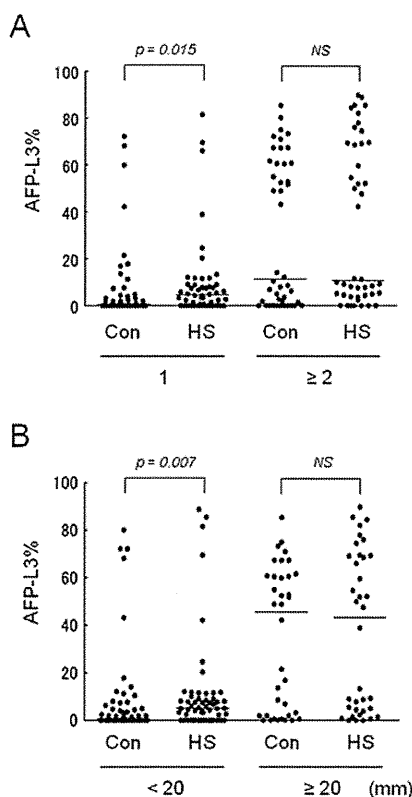 A
p = 0.015
NS
AFP-L3%
100
80
60
40
20
0
Con
HS
Con
HS
1
≥ 2
B
p = 0.007
NS
AFP-L3%
100
80
60
40
20
0
Con
HS
Con
HS
< 20
≥ 20
(mm)